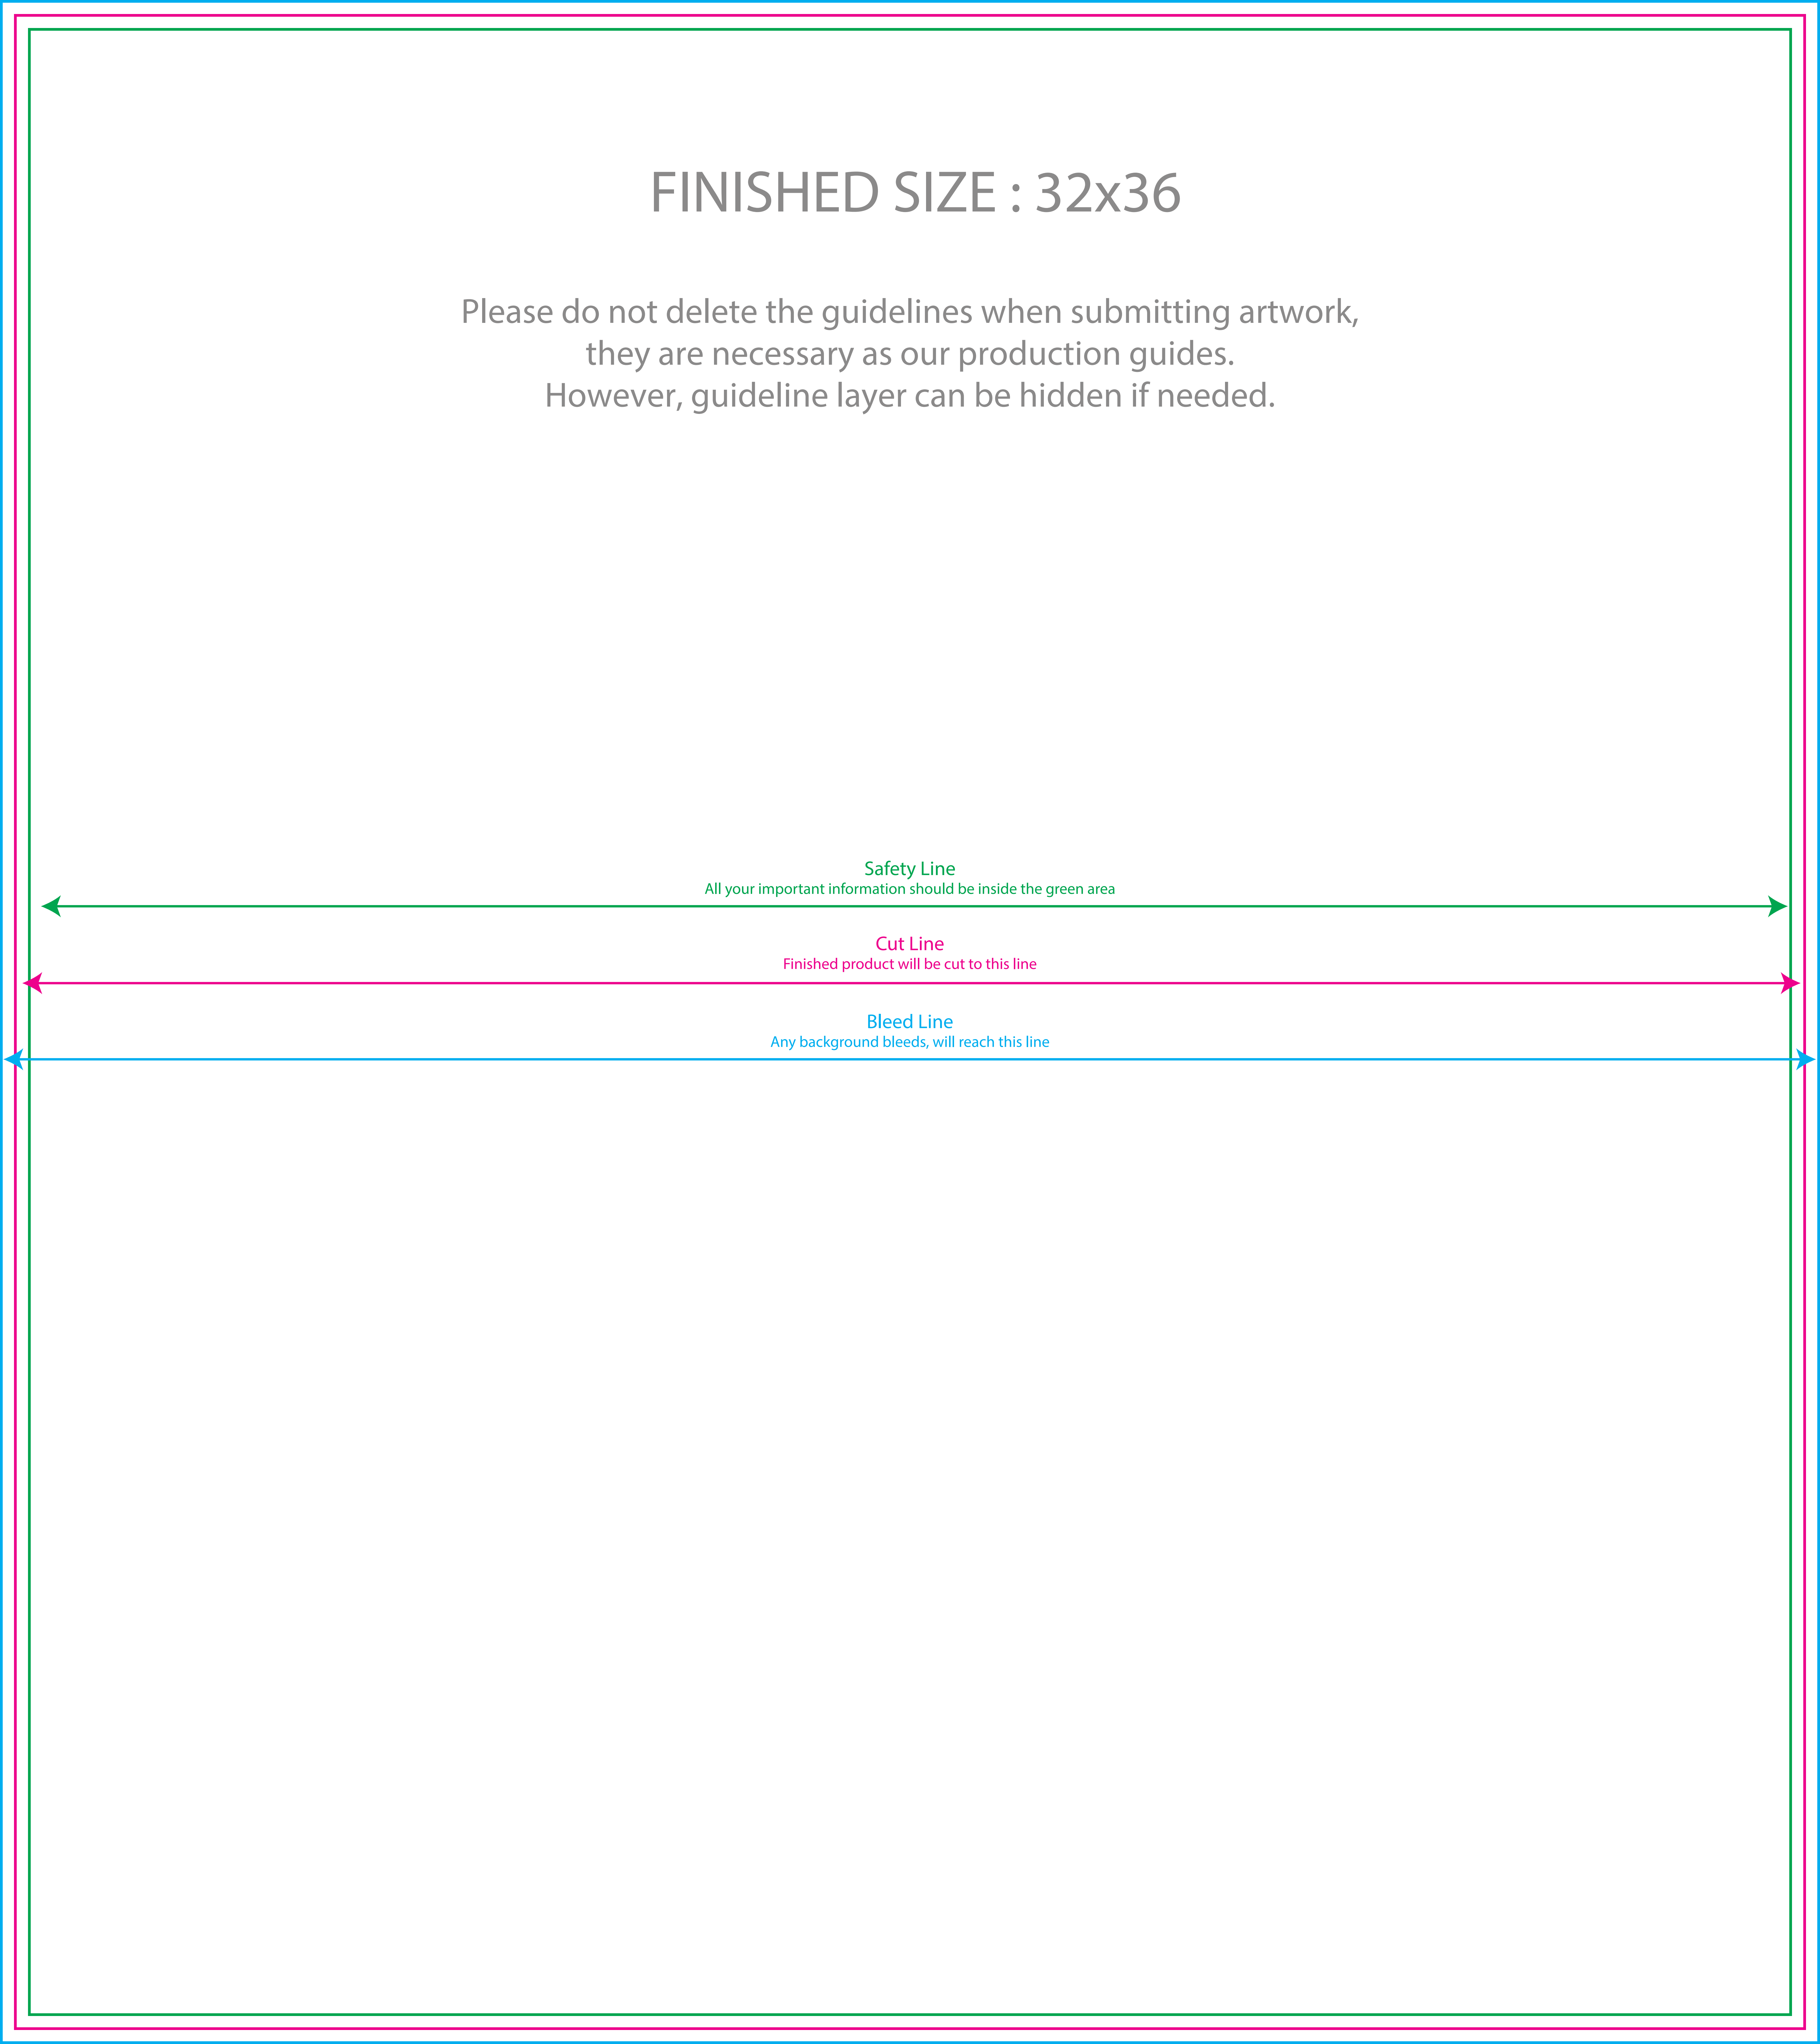 FINISHED SIZE : 32x36
Please do not delete the guidelines when submitting artwork,
they are necessary as our production guides.
However, guideline layer can be hidden if needed.
Safety Line
All your important information should be inside the green area
Cut Line
Finished product will be cut to this line
Bleed Line
Any background bleeds, will reach this line